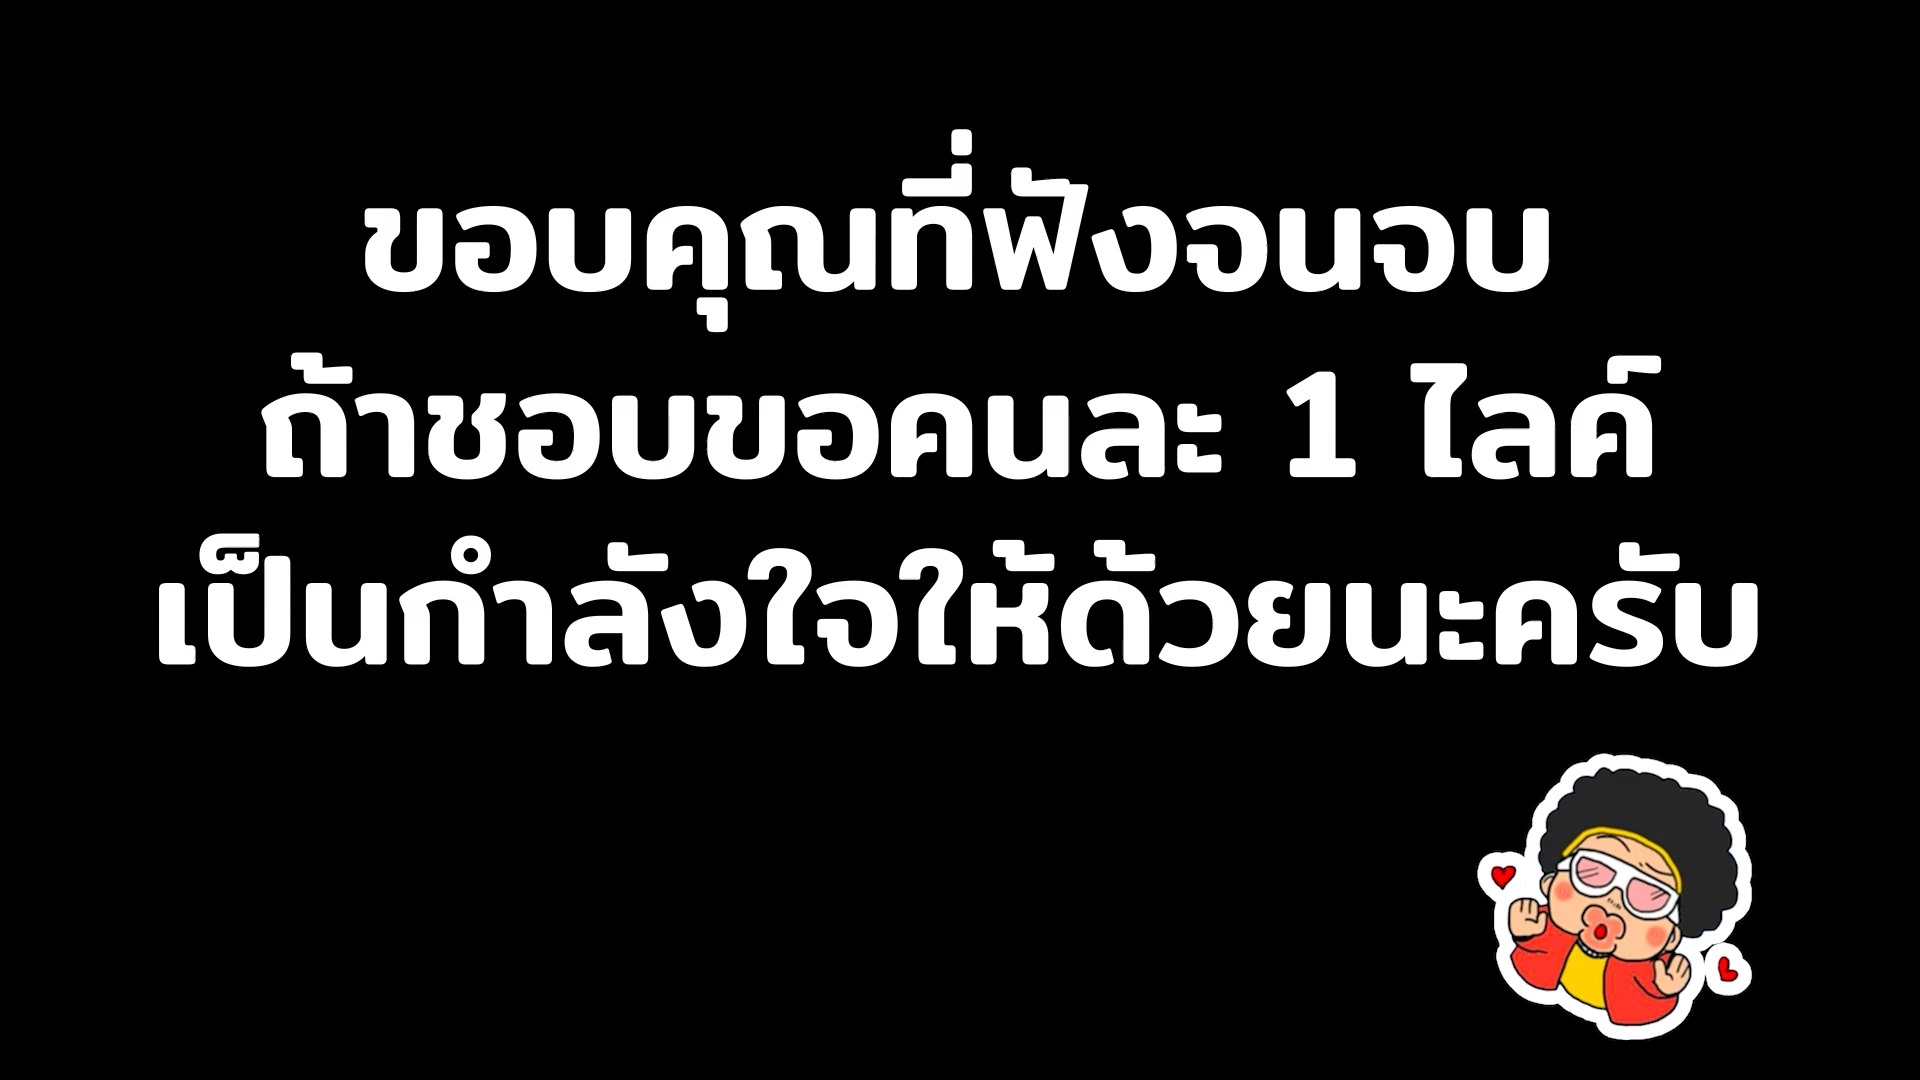 ขอบคุณที่ฟังจนจบ
ถ้าชอบขอคนละ 1 ไลค์
เป็นกำลังใจให้ด้วยนะครับ